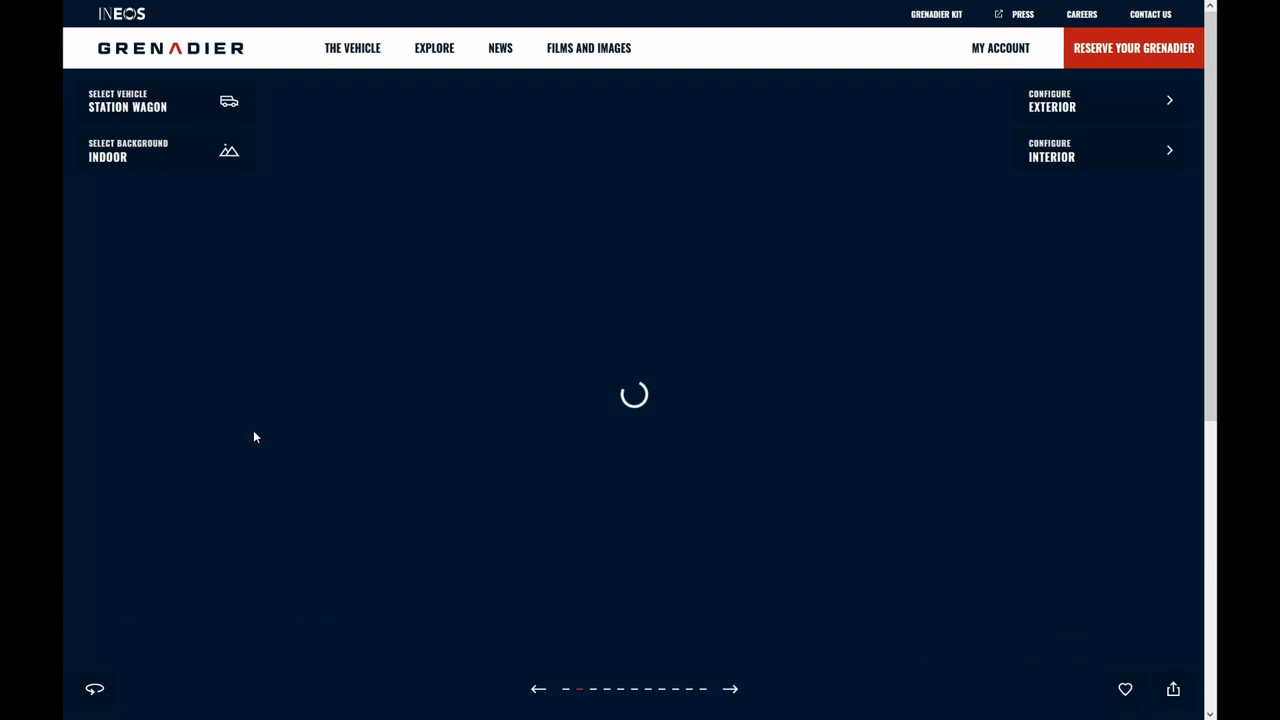 INEOS
GRENADIER KIT
PRESS
CAREERS
CONTACT US
GRENADIER
THE VEHICLE
EXPLORE
NEWS
FILMS AND IMAGES
MY ACCOUNT
RESERVE YOUR GRENADIER
SELECT VEHICLE
STATION WAGON
CONFIGURE
EXTERIOR
SELECT BACKGROUND
INDOOR
CONFIGURE
INTERIOR